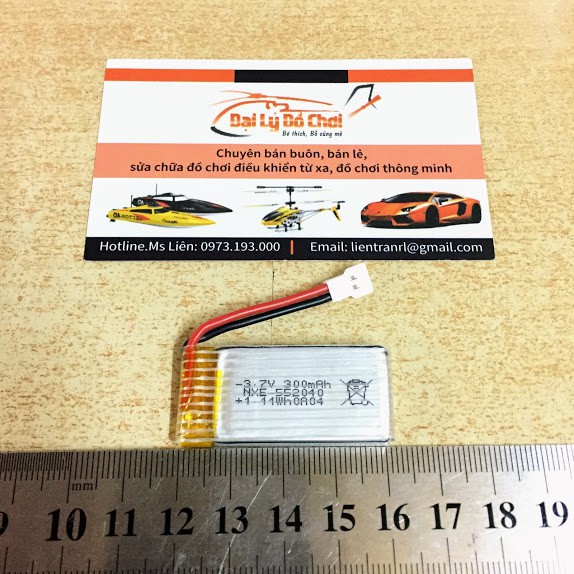 Đại Lý Đồ Chơi
Bé thích, Bố cũng mê
Chuyên bán buôn, bán lẻ,
sửa chữa đồ chơi điều khiển từ xa, đồ chơi thông minh
Hotline.Ms Liên: 0973.193.000 | Email: lientranrl@gmail.com
-3.7V 300mAh
NXE 552040
+1.11Wh0A04
mm
9 10 11 12 13 14 15 16 17 18 19